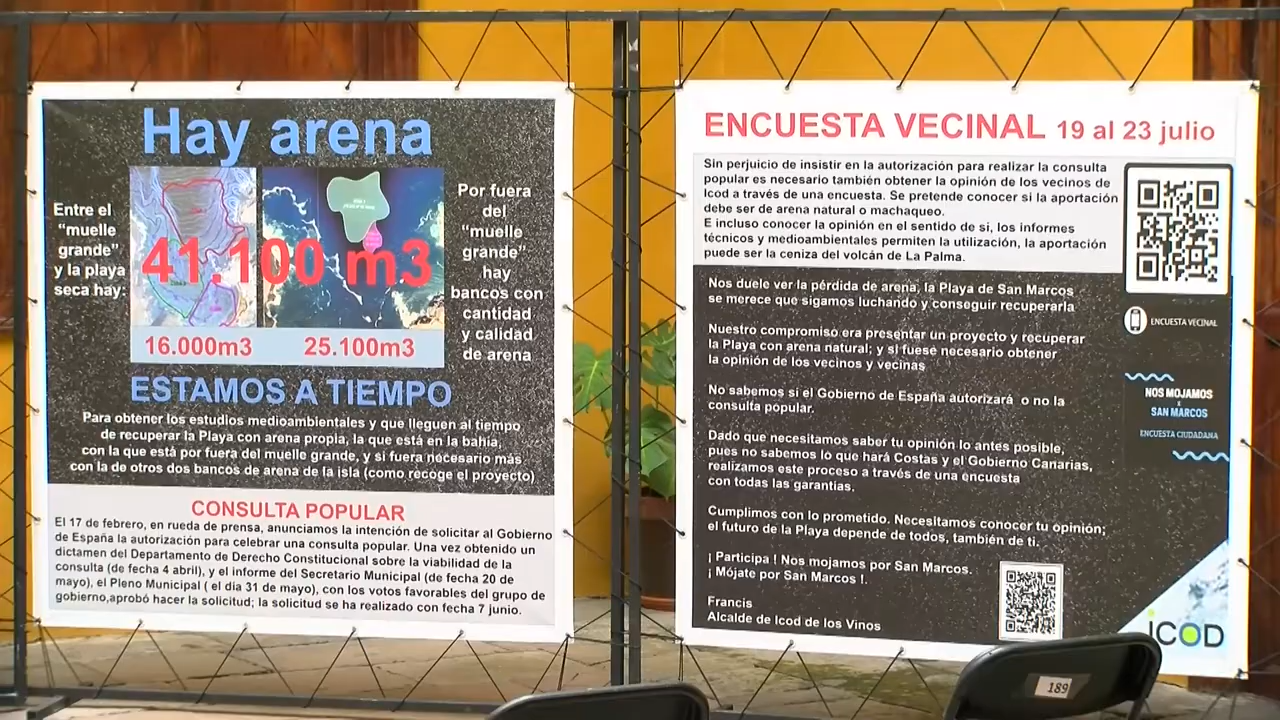 Hay arena
Entre el
“muelle
grande”
y la playa
seca hay:
41.100 m3
16.000m3
25.100m3
Por fuera
del
“muelle
grande”
hay
bancos con
cantidad
y calidad
de arena
ESTAMOS A TIEMPO
Para obtener los estudios medioambientales y que lleguen al tiempo
de recuperar la Playa con arena propia, la que está en la bahía,
con la que está por fuera del muelle grande, y si fuera necesario más
con la de otros dos bancos de arena de la isla (como recoge el proyecto)
CONSULTA POPULAR
El 17 de febrero, en rueda de prensa, anunciamos la intención de solicitar al Gobierno
de España la autorización para celebrar una consulta popular. Una vez obtenido un
dictamen del Departamento de Derecho Constitucional sobre la viabilidad de la
consulta (de fecha 4 abril), y el informe del Secretario Municipal (de fecha 20 de
mayo), el Pleno Municipal ( el día 31 de mayo), con los votos favorables del grupo de
gobierno,aprobó hacer la solicitud; la solicitud se ha realizado con fecha 7 junio.
ENCUESTA VECINAL 19 al 23 julio
Sin perjuicio de insistir en la autorización para realizar la consulta
popular es necesario también obtener la opinión de los vecinos de
Icod a través de una encuesta. Se pretende conocer si la aportación
debe ser de arena natural o machaqueo.
E incluso conocer la opinión en el sentido de si, los informes
técnicos y medioambientales permiten la utilización, la aportación
puede ser la ceniza del volcán de La Palma.
Nos duele ver la pérdida de arena, la Playa de San Marcos
se merece que sigamos luchando y conseguir recuperarla
Nuestro compromiso era presentar un proyecto y recuperar
la Playa con arena natural; y si fuese necesario obtener
la opinión de los vecinos y vecinas
No sabemos si el Gobierno de España autorizará o no la
consulta popular.
Dado que necesitamos saber tu opinión lo antes posible,
pues no sabemos lo que hará Costas y el Gobierno Canarias,
realizamos este proceso a través de una encuesta
con todas las garantías.
Cumplimos con lo prometido. Necesitamos conocer tu opinión;
el futuro de la Playa depende de todos, también de ti.
¡ Participa ! Nos mojamos por San Marcos.
¡ Mójate por San Marcos !.
Francis
Alcalde de Icod de los Vinos
ENCUESTA VECINAL
NOS MOJAMOS
SAN MARCOS
ENCUESTA CIUDADANA
iCOD
189